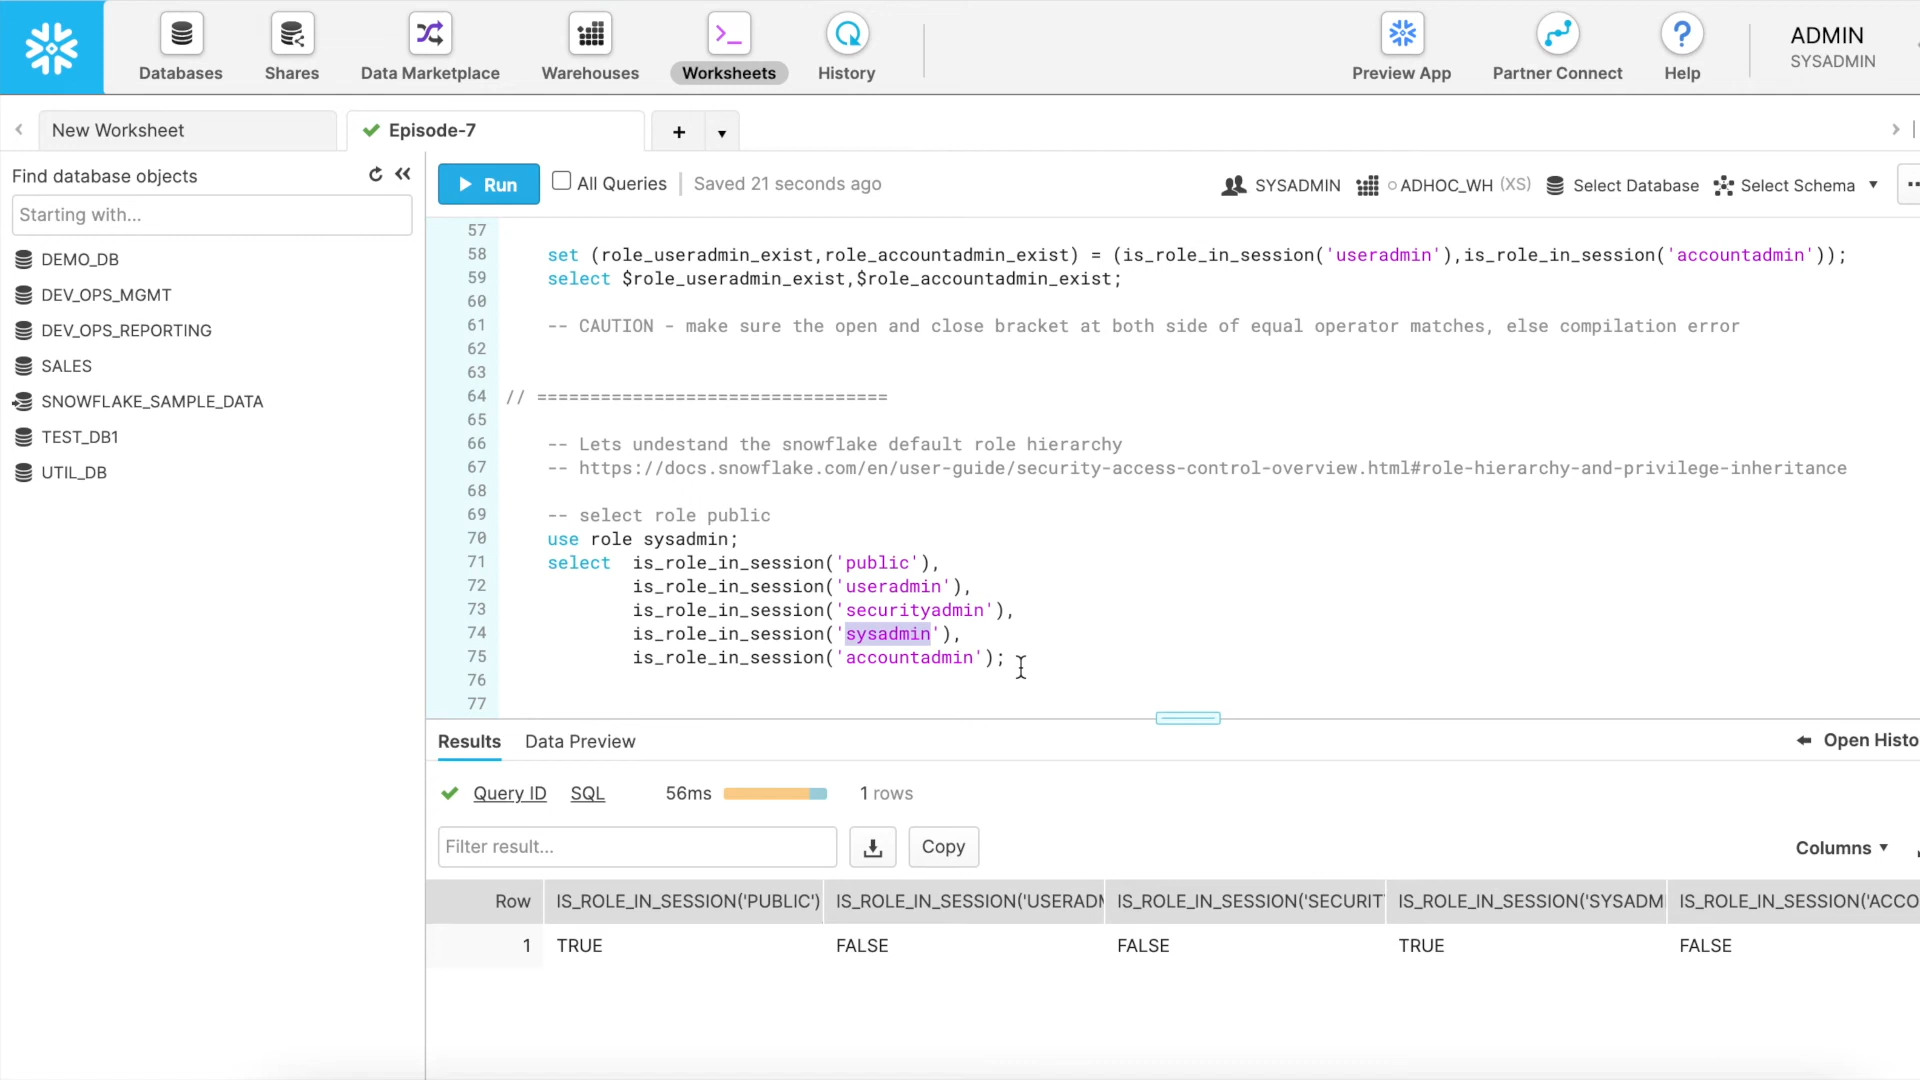 Databases
Shares
Data Marketplace
Warehouses
Worksheets
History
Preview App
Partner Connect
Help
ADMIN
SYSADMIN
New Worksheet
Episode-7
Find database objects
Starting with...
DEMO_DB
DEV_OPS_MGMT
DEV_OPS_REPORTING
SALES
SNOWFLAKE_SAMPLE_DATA
TEST_DB1
UTIL_DB
Run
All Queries
Saved 21 seconds ago
SYSADMIN
ADHOC_WH (XS)
Select Database
Select Schema
57
58 set (role_useradmin_exist,role_accountadmin_exist) = (is_role_in_session('useradmin'),is_role_in_session('accountadmin'));
59 select $role_useradmin_exist,$role_accountadmin_exist;
60
61 -- CAUTION - make sure the open and close bracket at both side of equal operator matches, else compilation error
62
63
64 // =================================
65
66 -- Lets undestand the snowflake default role hierarchy
67 -- https://docs.snowflake.com/en/user-guide/security-access-control-overview.html#role-hierarchy-and-privilege-inheritance
68
69 -- select role public
70 use role sysadmin;
71 select is_role_in_session('public'),
72 is_role_in_session('useradmin'),
73 is_role_in_session('securityadmin'),
74 is_role_in_session('sysadmin'),
75 is_role_in_session('accountadmin');
76
77
Results
Data Preview
Open Histo
Query ID
SQL
56ms
1 rows
Filter result...
Copy
Columns
Row IS_ROLE_IN_SESSION('PUBLIC') IS_ROLE_IN_SESSION('USERADM IS_ROLE_IN_SESSION('SECURIT' IS_ROLE_IN_SESSION('SYSADM IS_ROLE_IN_SESSION('ACCO
1 TRUE FALSE FALSE TRUE FALSE